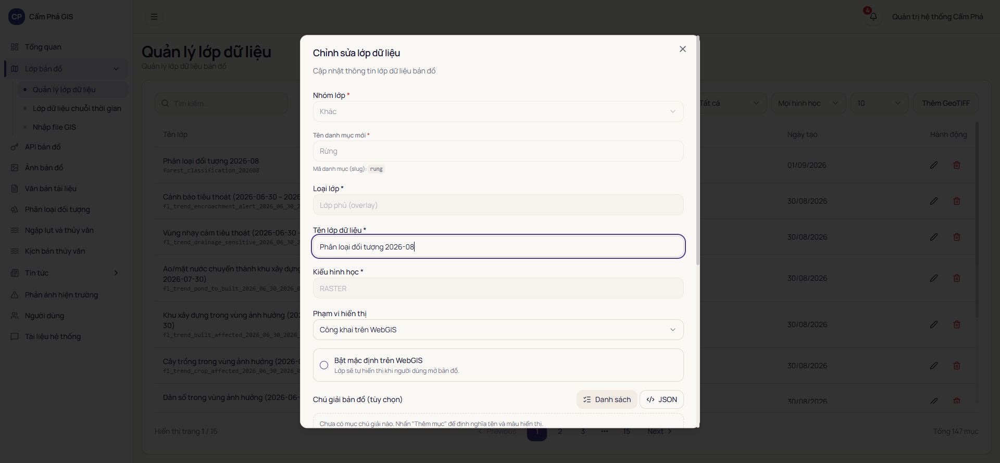 CP Cẩm Phả GIS
Tổng quan
Lớp bản đồ
Quản lý lớp dữ liệu
Lớp dữ liệu chuỗi thời gian
Nhập file GIS
API bản đồ
Ảnh bản đồ
Văn bản tài liệu
Phân loại đối tượng
Ngập lụt và thủy văn
Kịch bản thủy văn
Tin tức
Phản ánh hiện trường
Người dùng
Tài liệu hệ thống
4
Quản trị hệ thống Cẩm Phả
Quản lý lớp dữ liệu
Quản lý lớp dữ liệu bản đồ
Tìm kiếm...
Tất cả
Mọi hình học
10
Thêm GeoTIFF
Tên lớp
Ngày tạo
Hành động
Phân loại đối tượng 2026-08
forest_classification_202608
01/09/2026
Cảnh báo tiêu thoát (2026-06-30 – 2026
fl_trend_encroachment_alert_2026_06_30_2
30/08/2026
Vùng nhạy cảm tiêu thoát (2026-06-30 -
fl_trend_drainage_sensitive_2026_06_30_2
30/08/2026
Ao/mặt nước chuyển thành khu xây dựng
2026-07-30)
fl_trend_pond_to_built_2026_06_30_2026_0
30/08/2026
Khu xây dựng trong vùng ảnh hưởng (202
30)
fl_trend_built_affected_2026_06_30_2026_
30/08/2026
Cây trồng trong vùng ảnh hưởng (2026-0
fl_trend_crop_affected_2026_06_30_2026_0
30/08/2026
Dân số trong vùng ảnh hưởng (2026-06-
30/08/2026
Hiển thị trang 1 / 15
Previous
1
2
3
•••
15
Next
Tổng 147 mục
Chỉnh sửa lớp dữ liệu
Cập nhật thông tin lớp dữ liệu bản đồ
Nhóm lớp *
Khác
Tên danh mục mới *
Rừng
Mã danh mục (slug): rung
Loại lớp *
Lớp phủ (overlay)
Tên lớp dữ liệu *
Phân loại đối tượng 2026-08
Kiểu hình học *
RASTER
Phạm vi hiển thị
Công khai trên WebGIS
Bật mặc định trên WebGIS
Lớp sẽ tự hiển thị khi người dùng mở bản đồ.
Chú giải bản đồ (tùy chọn)
Danh sách
</> JSON
Chưa có mục chú giải nào. Nhấn "Thêm mục" để định nghĩa tên và màu hiển thị.